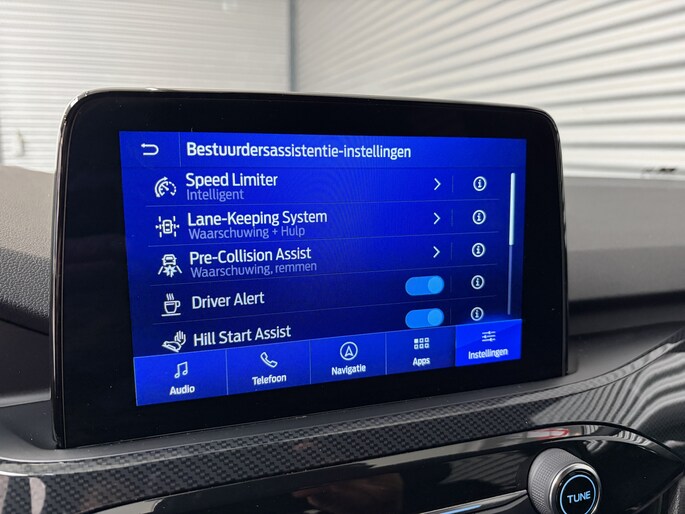 Bestuurdersassistentie-instellingen
Speed Limiter
Intelligent
Lane-Keeping System
Waarschuwing + Hulp
Pre-Collision Assist
Waarschuwing, remmen
Driver Alert
Hill Start Assist
Audio
Telefoon
Navigatie
Apps
Instellingen
TUNE